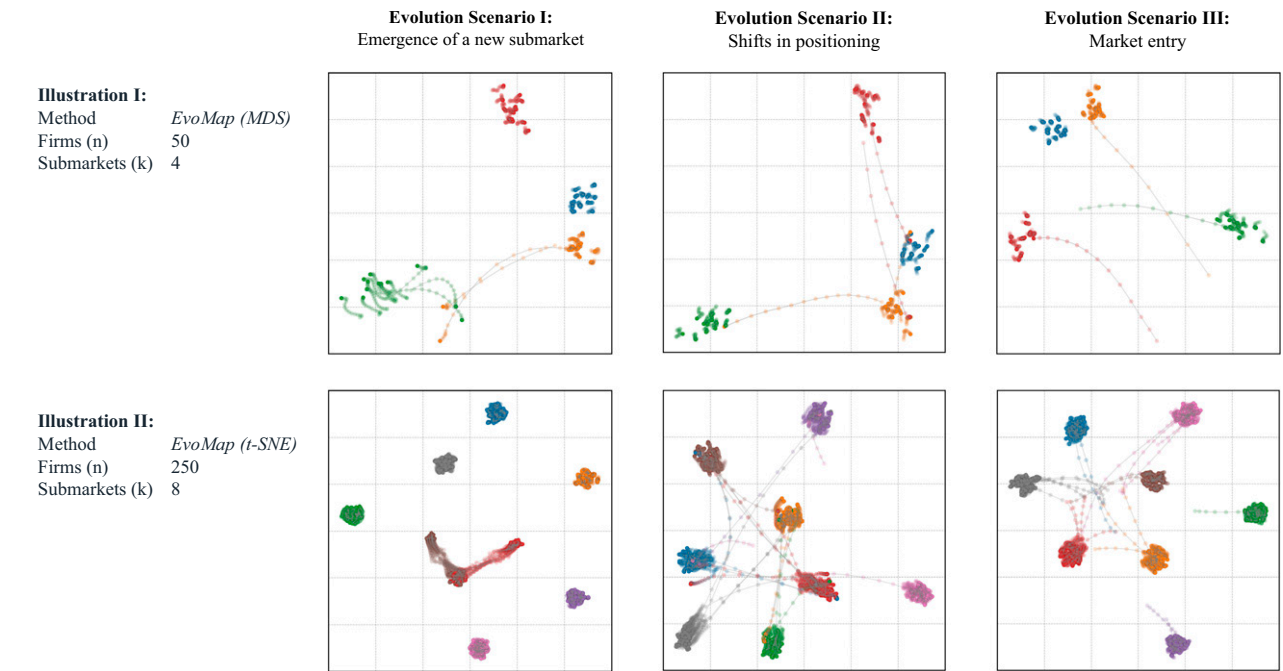 Evolution Scenario I:
Emergence of a new submarket
Evolution Scenario II:
Shifts in positioning
Evolution Scenario III:
Market entry
Illustration I:
Method EvoMap (MDS)
Firms (n) 50
Submarkets (k) 4
Illustration II:
Method EvoMap (t-SNE)
Firms (n) 250
Submarkets (k) 8